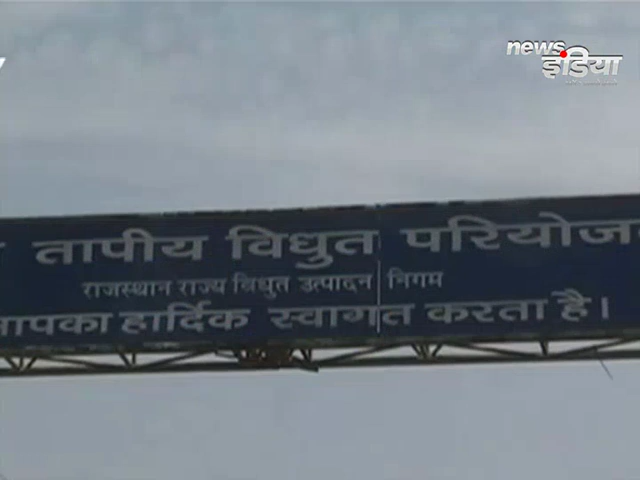 news
इंडिया
तापीय विधुत परियोज
राजस्थान राज्य विधुत उत्पादन निगम
आपका हार्दिक स्वागत करता है।